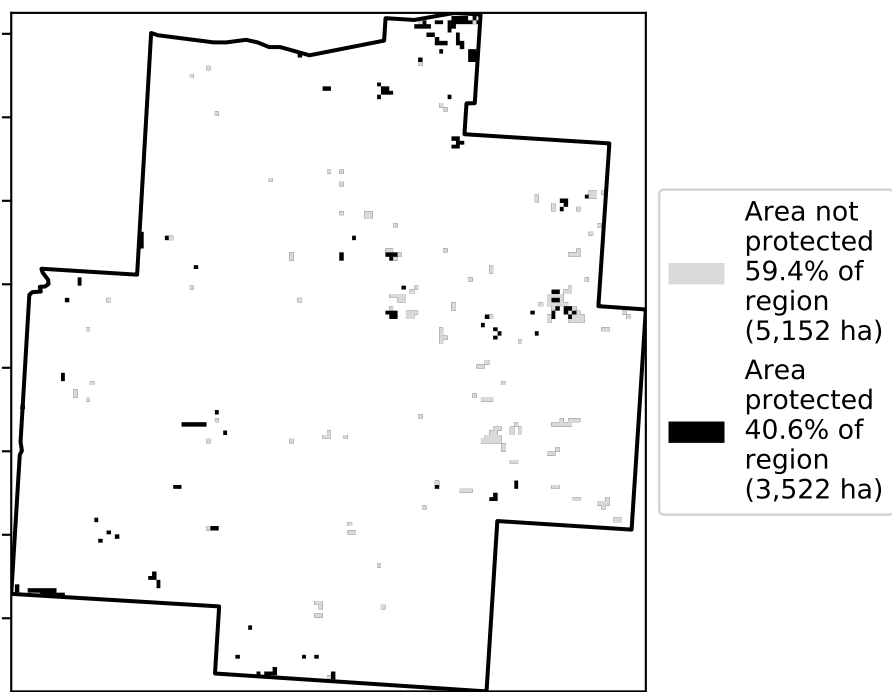 Area not
protected
59.4% of
region
(5,152 ha)
Area
protected
40.6% of
region
(3,522 ha)